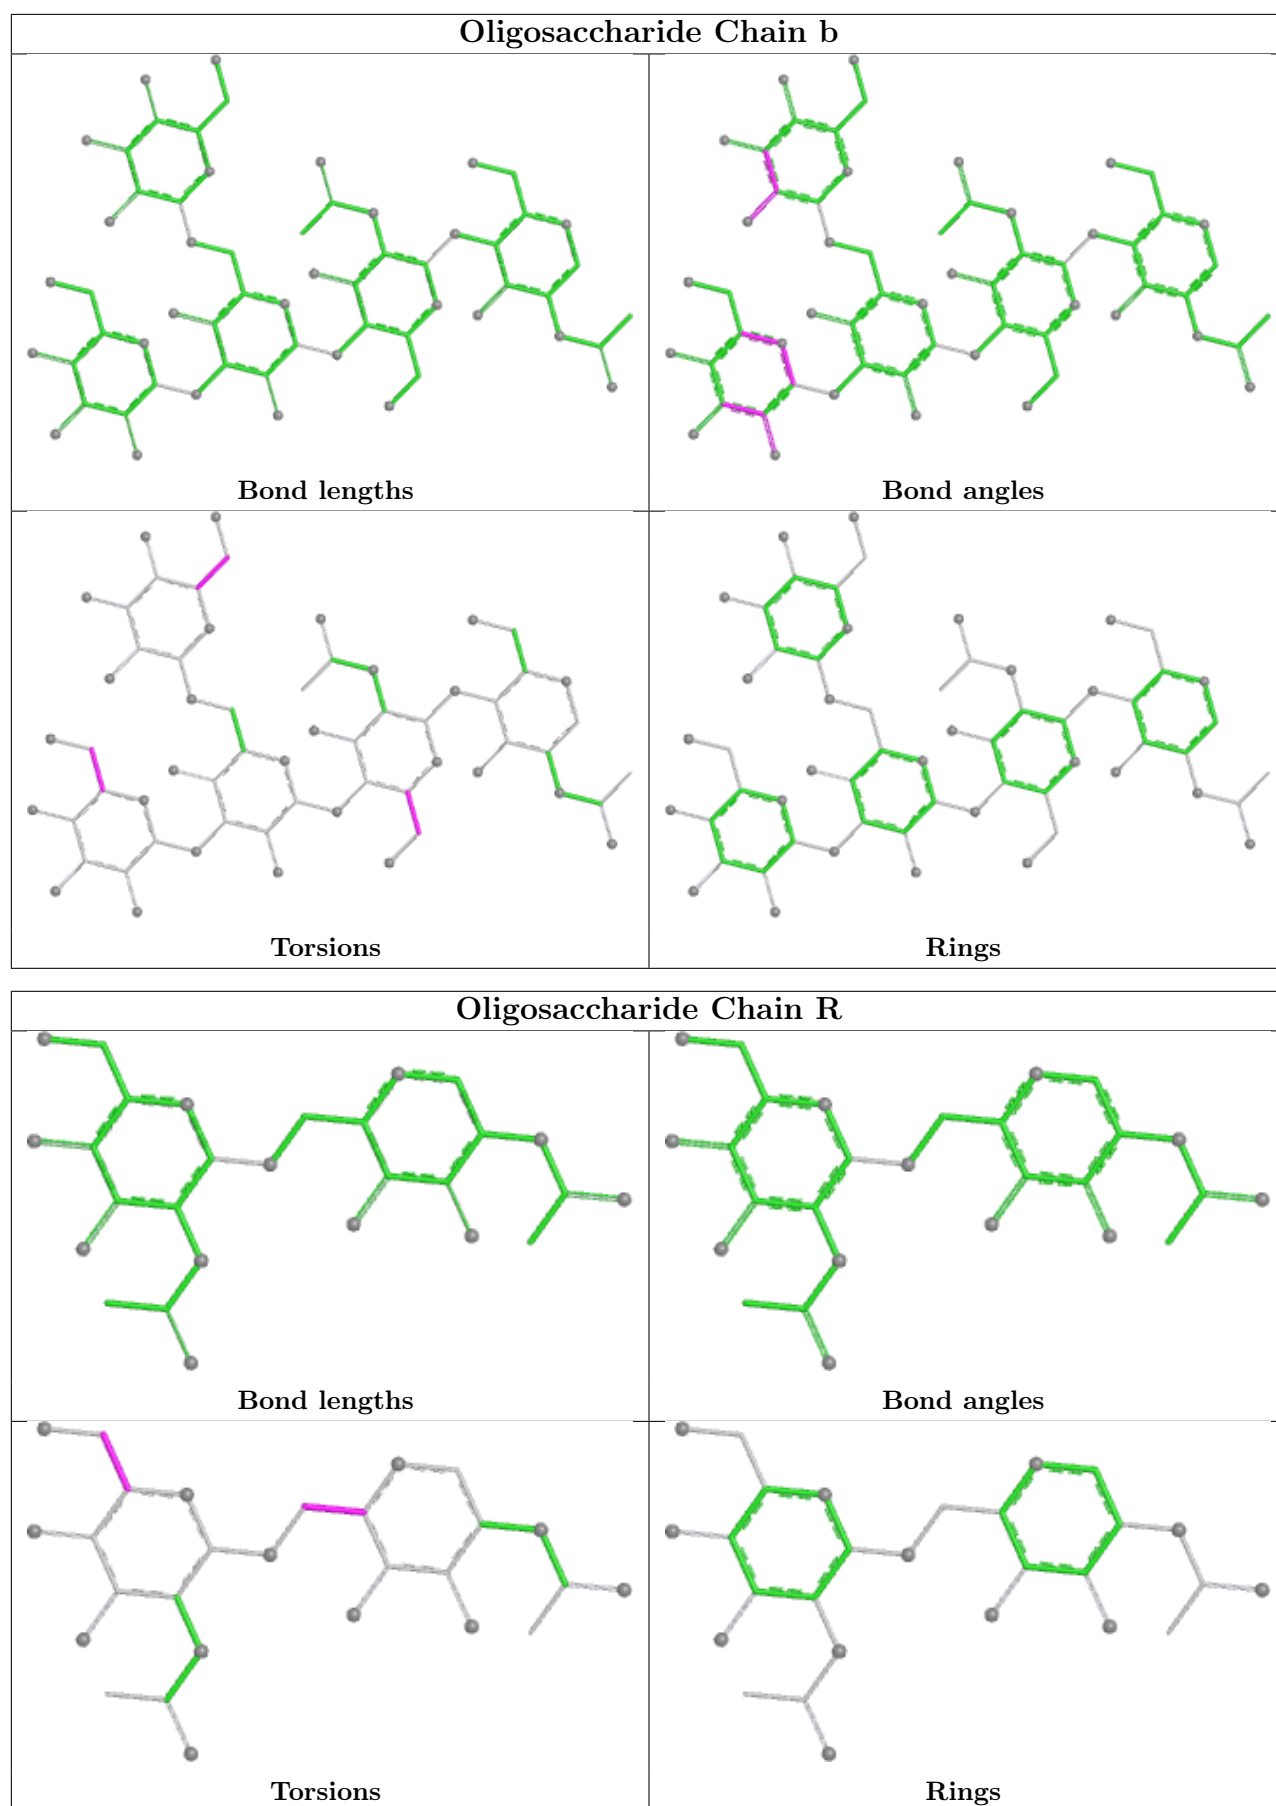 Oligosaccharide Chain b
Bond lengths
Bond angles
Torsions
Rings
Oligosaccharide Chain R
Bond lengths
Bond angles
Torsions
Rings